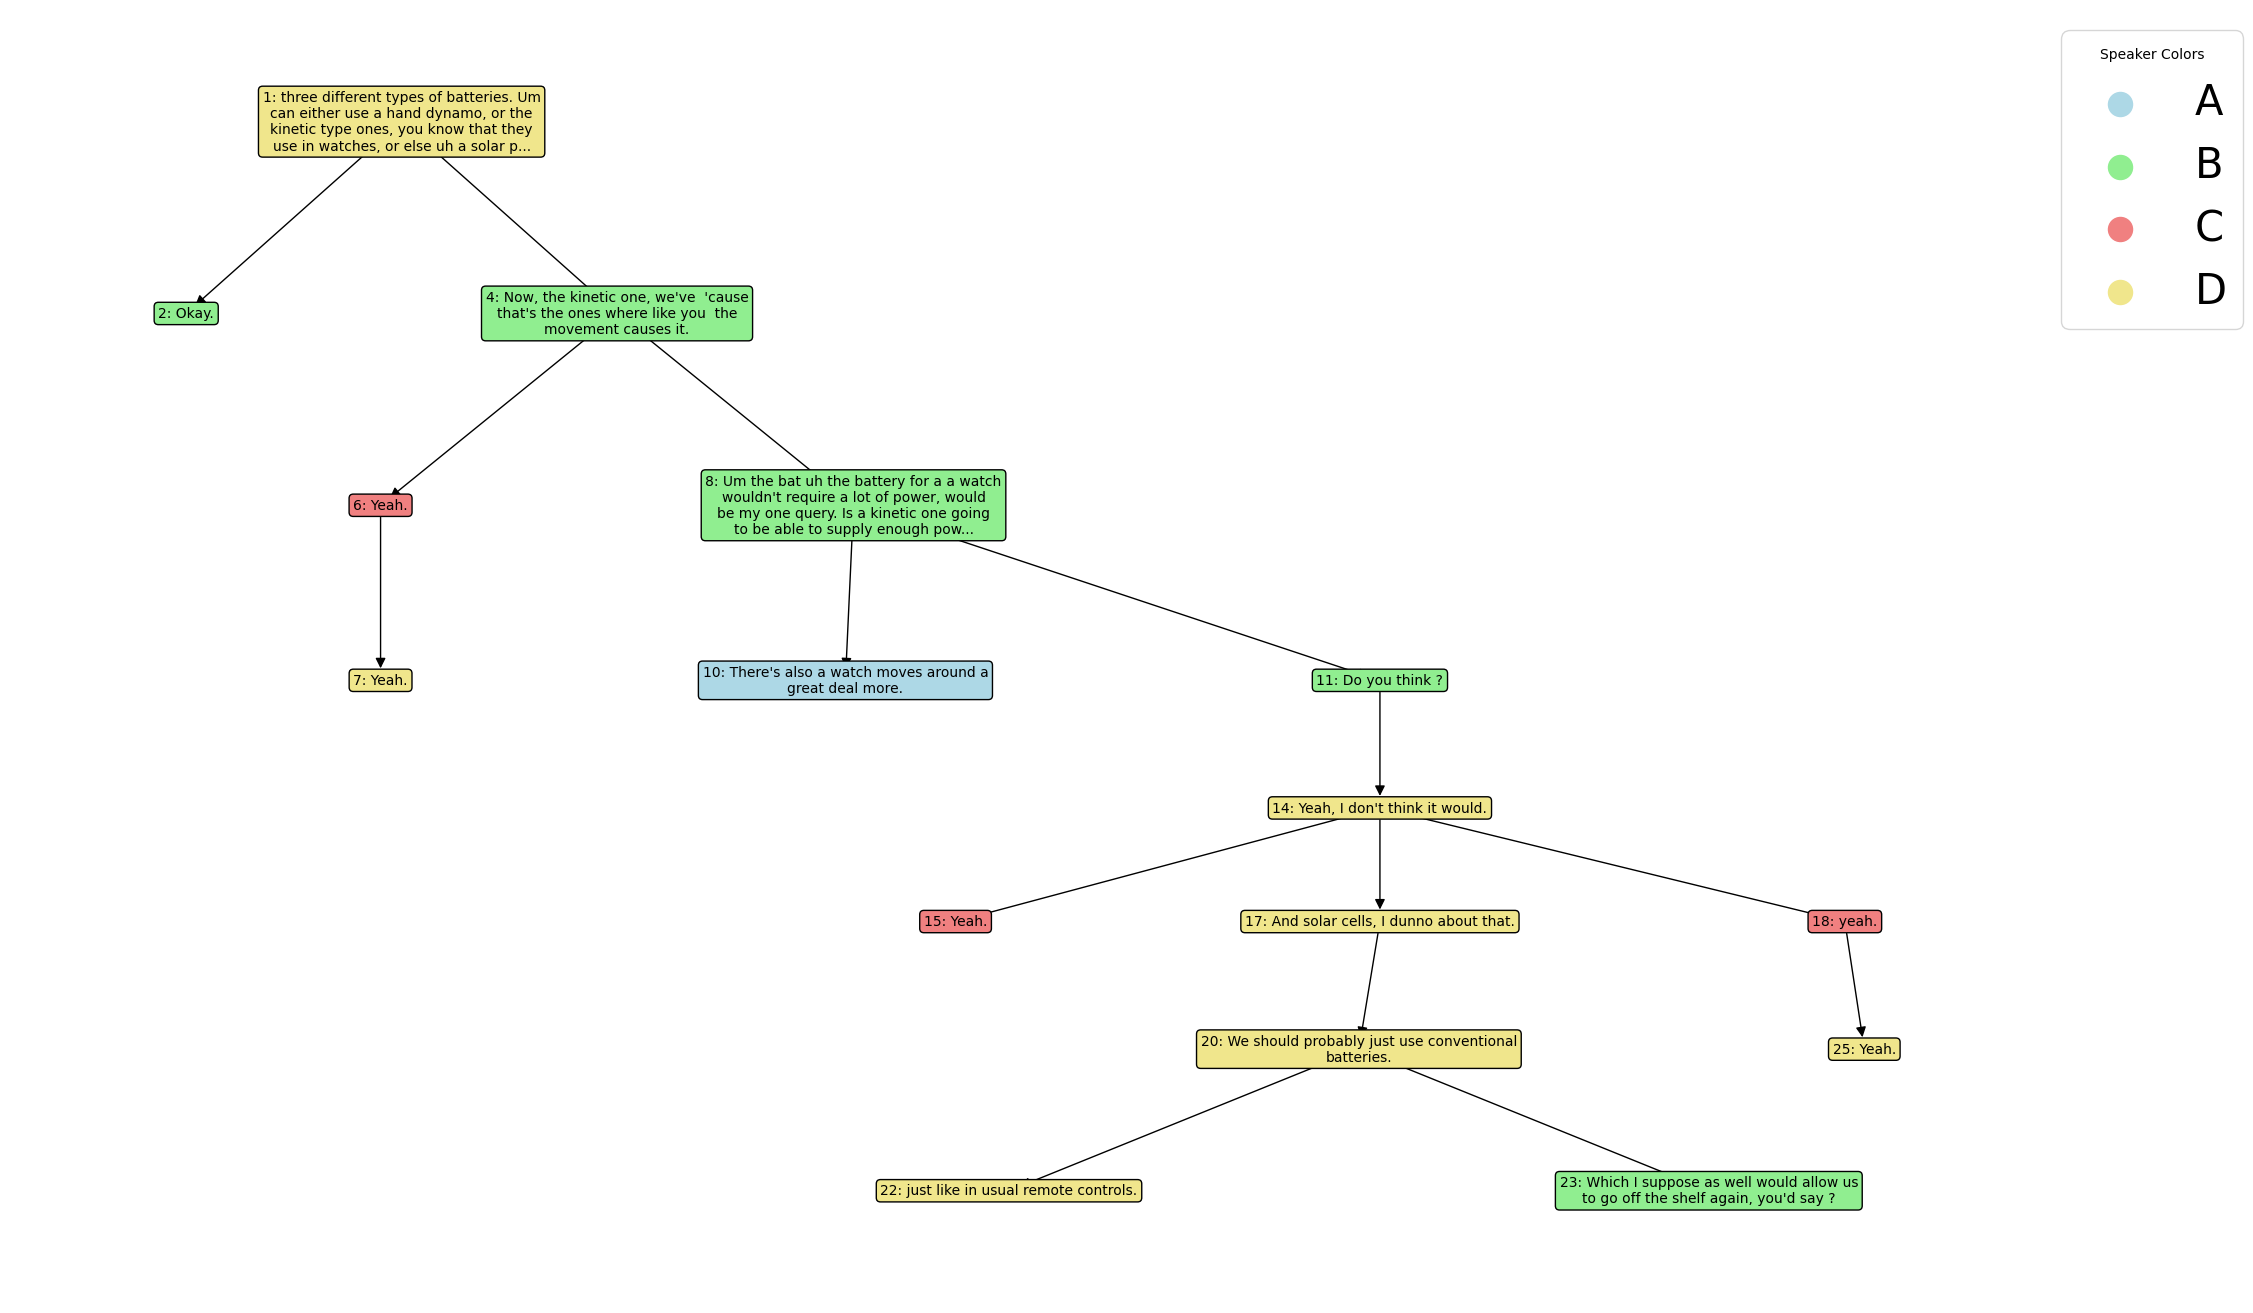 Speaker Colors
A
B
C
D
1: three different types of batteries. Um
can either use a hand dynamo, or the
kinetic type ones, you know that they
use in watches, or else uh a solar p...
2: Okay.
4: Now, the kinetic one, we've  'cause
that's the ones where like you  the
movement causes it.
6: Yeah.
8: Um the bat uh the battery for a a watch
wouldn't require a lot of power, would
be my one query. Is a kinetic one going
to be able to supply enough pow...
7: Yeah.
10: There's also a watch moves around a
great deal more.
11: Do you think ?
14: Yeah, I don't think it would.
15: Yeah.
17: And solar cells, I dunno about that.
18: yeah.
20: We should probably just use conventional
batteries.
25: Yeah.
22: just like in usual remote controls.
23: Which I suppose as well would allow us
to go off the shelf again, you'd say ?